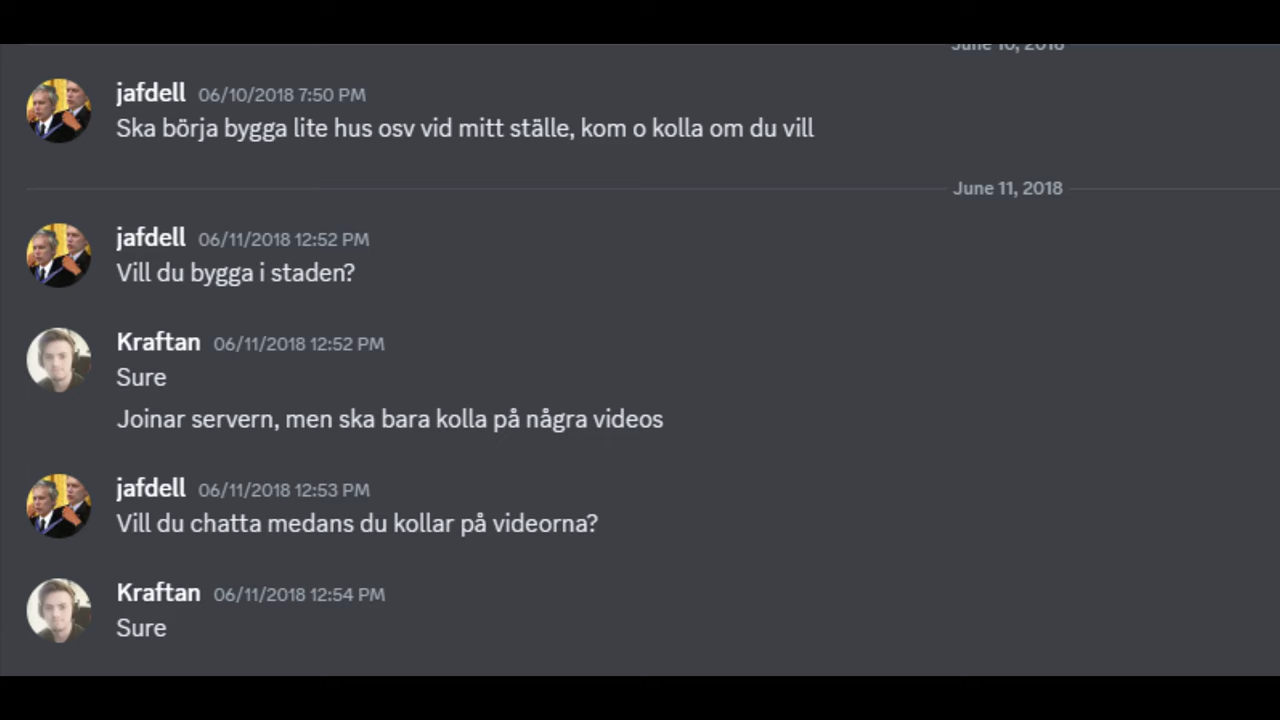 June 10, 2018
jafdell 06/10/2018 7:50 PM
Ska börja bygga lite hus osv vid mitt ställe, kom o kolla om du vill
June 11, 2018
jafdell 06/11/2018 12:52 PM
Vill du bygga i staden?
Kraftan 06/11/2018 12:52 PM
Sure
Joinar servern, men ska bara kolla på några videos
jafdell 06/11/2018 12:53 PM
Vill du chatta medans du kollar på videorna?
Kraftan 06/11/2018 12:54 PM
Sure